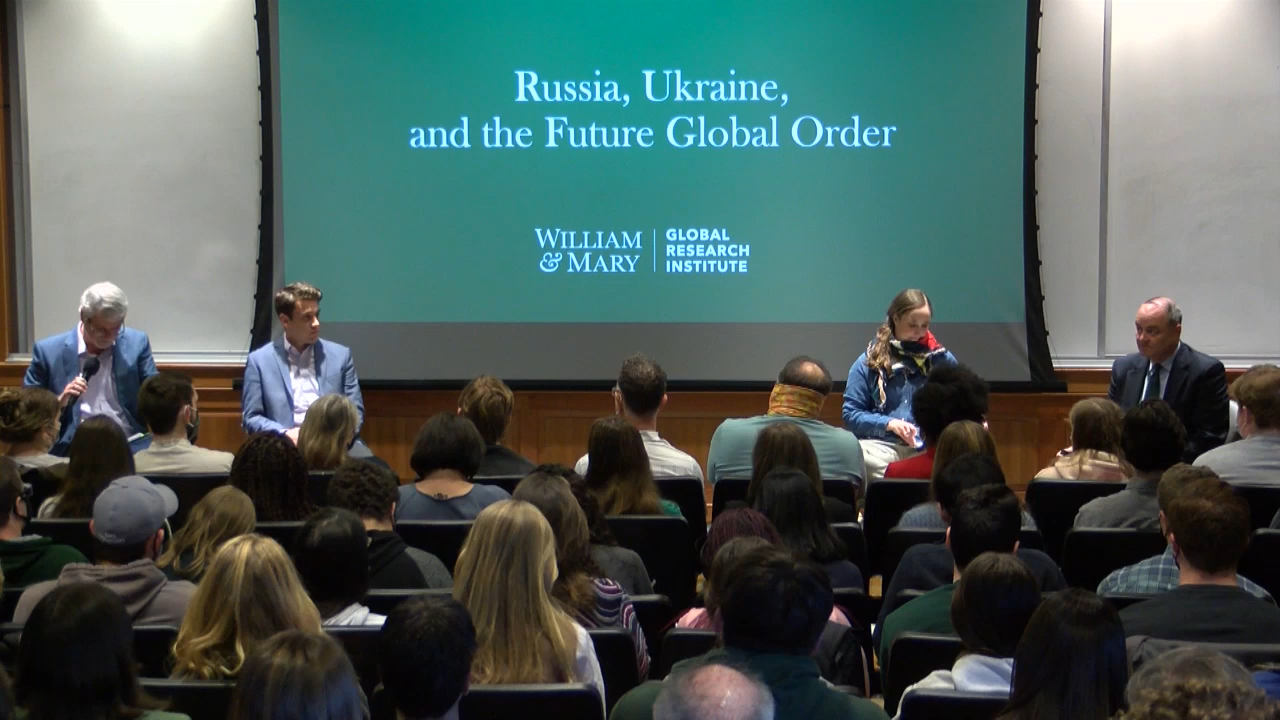 Russia, Ukraine,
and the Future Global Order
WILLIAM
& MARY
GLOBAL
RESEARCH
INSTITUTE